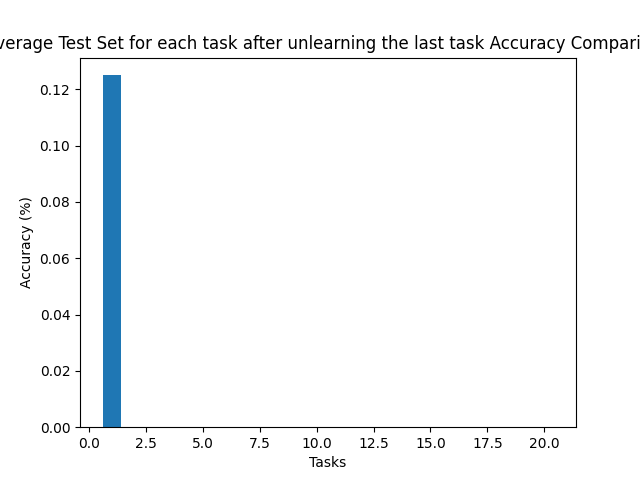 verage Test Set for each task after unlearning the last task Accuracy Compari
0.12
0.10
0.08
0.06
0.04
0.02
0.00
Accuracy (%)
0.0 2.5 5.0 7.5 10.0 12.5 15.0 17.5 20.0
Tasks